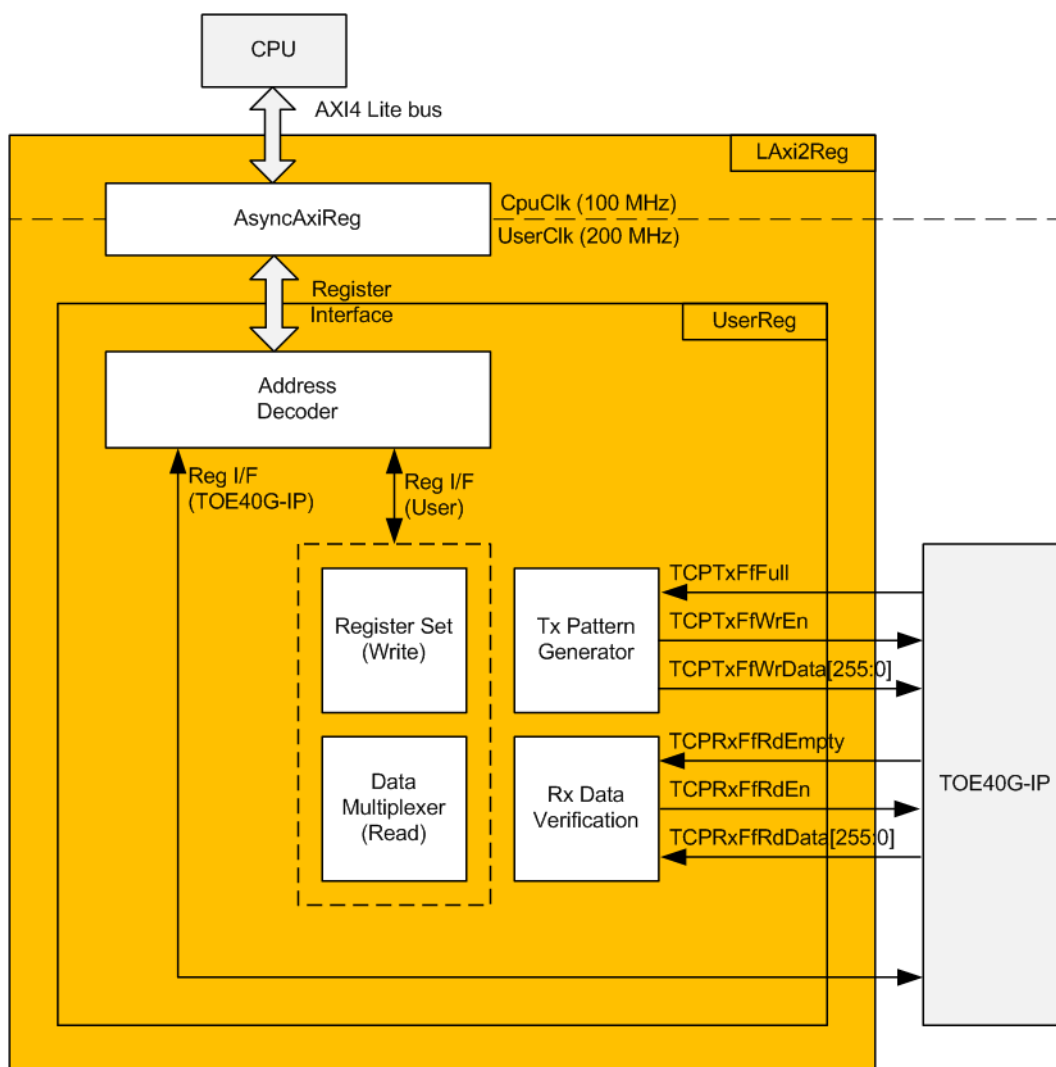 CPU
AXI4 Lite bus
LAxi2Reg
AsyncAxiReg
CpuClk (100 MHz)
UserClk (200 MHz)
Register
Interface
UserReg
Address
Decoder
Reg I/F
(TOE40G-IP)
Reg I/F
(User)
Register Set
(Write)
Tx Pattern
Generator
TCPTxFfFull
TCPTxFfWrEn
TCPTxFfWrData[255:0]
Data
Multiplexer
(Read)
Rx Data
Verification
TCPRxFfRdEmpty
TCPRxFfRdEn
TCPRxFfRdData[255:0]
TOE40G-IP